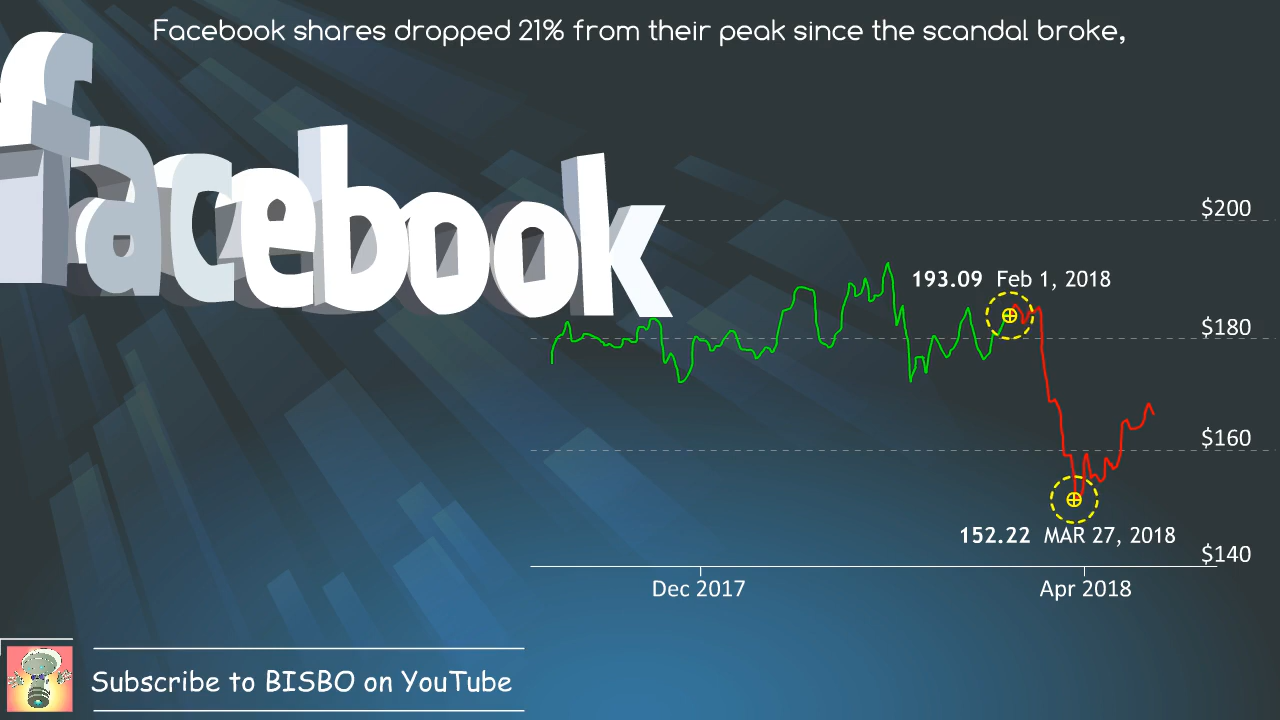 Facebook shares dropped 21% from their peak since the scandal broke,
facebook
$200
193.09 Feb 1, 2018
$180
$160
152.22 MAR 27, 2018
$140
Dec 2017 Apr 2018
Subscribe to BISBO on YouTube